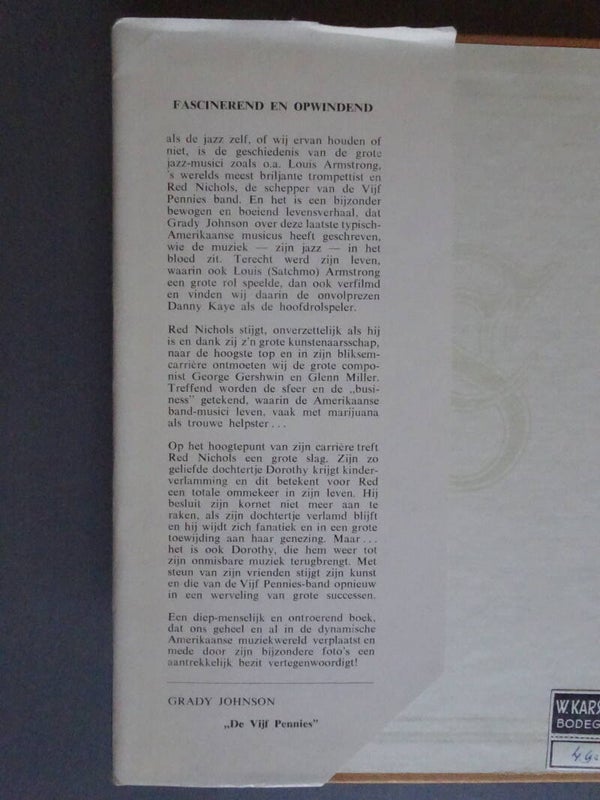 FASCINEREND EN OPWINDEND
als de jazz zelf, of wij ervan houden of
niet, is de geschiedenis van de grote
jazz-musici zoals o.a. Louis Armstrong,
's werelds meest briljante trompettist en
Red Nichols, de schepper van de Vijf
Pennies band. En het is een bijzonder
bewogen en boeiend levensverhaal, dat
Grady Johnson over deze laatste typisch-
Amerikaanse musicus heeft geschreven,
wie de muziek — zijn jazz — in het
bloed zit. Terecht werd zijn leven,
waarin ook Louis (Satchmo) Armstrong
een grote rol speelde, dan ook verfilmd
en vinden wij daarin de onvolprezen
Danny Kaye als de hoofdrolspeler.
Red Nichols stijgt, onverzettelijk als hij
is en dank zij z'n grote kunstenaarsschap,
naar de hoogste top en in zijn bliksem-
carrière ontmoeten wij de grote compo-
nist George Gershwin en Glenn Miller.
Treffend worden de sfeer en de „busi-
ness" getekend, waarin de Amerikaanse
band-musici leven, vaak met marijuana
als trouwe helpster . . .
Op het hoogtepunt van zijn carrière treft
Red Nichols een grote slag. Zijn zo
geliefde dochtertje Dorothy krijgt kinder-
verlamming en dit betekent voor Red
een totale ommekeer in zijn leven. Hij
besluit zijn kornet niet meer aan te
raken, als zijn dochtertje verlamd blijft
en hij wijdt zich fanatiek en in een grote
toewijding aan haar genezing. Maar . . .
het is ook Dorothy, die hem weer tot
zijn onmisbare muziek terugbrengt. Met
steun van zijn vrienden stijgt zijn kunst
en die van de Vijf Pennies-band opnieuw
in een werveling van grote successen.
Een diep-menselijk en ontroerend boek,
dat ons geheel en al in de dynamische
Amerikaanse muziekwereld verplaatst en
mede door zijn bijzondere foto's een
aantrekkelijk bezit vertegenwoordigt!
GRADY JOHNSON
„De Vijf Pennies"
W. KARS
BODEG